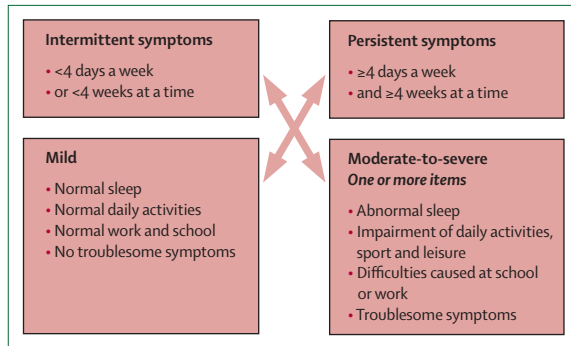 Intermittent symptoms
• <4 days a week
• or <4 weeks at a time
Persistent symptoms
• ≥4 days a week
• and ≥4 weeks at a time
Mild
• Normal sleep
• Normal daily activities
• Normal work and school
• No troublesome symptoms
Moderate-to-severe
One or more items
• Abnormal sleep
• Impairment of daily activities,
sport and leisure
• Difficulties caused at school
or work
• Troublesome symptoms